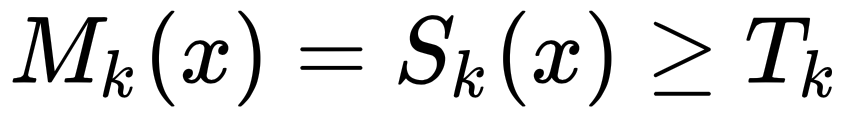 M_k(x) = S_k(x) ≥ T_k